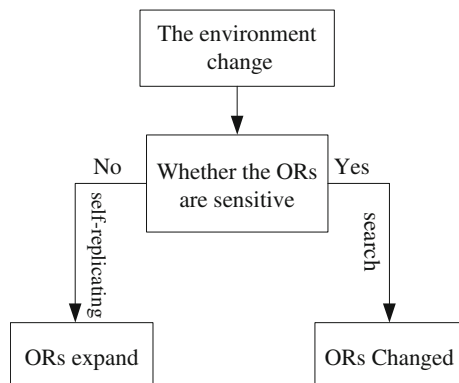 The environment
change
No
Whether the ORs
are sensitive
Yes
self-replicating
search
ORs expand
ORs Changed